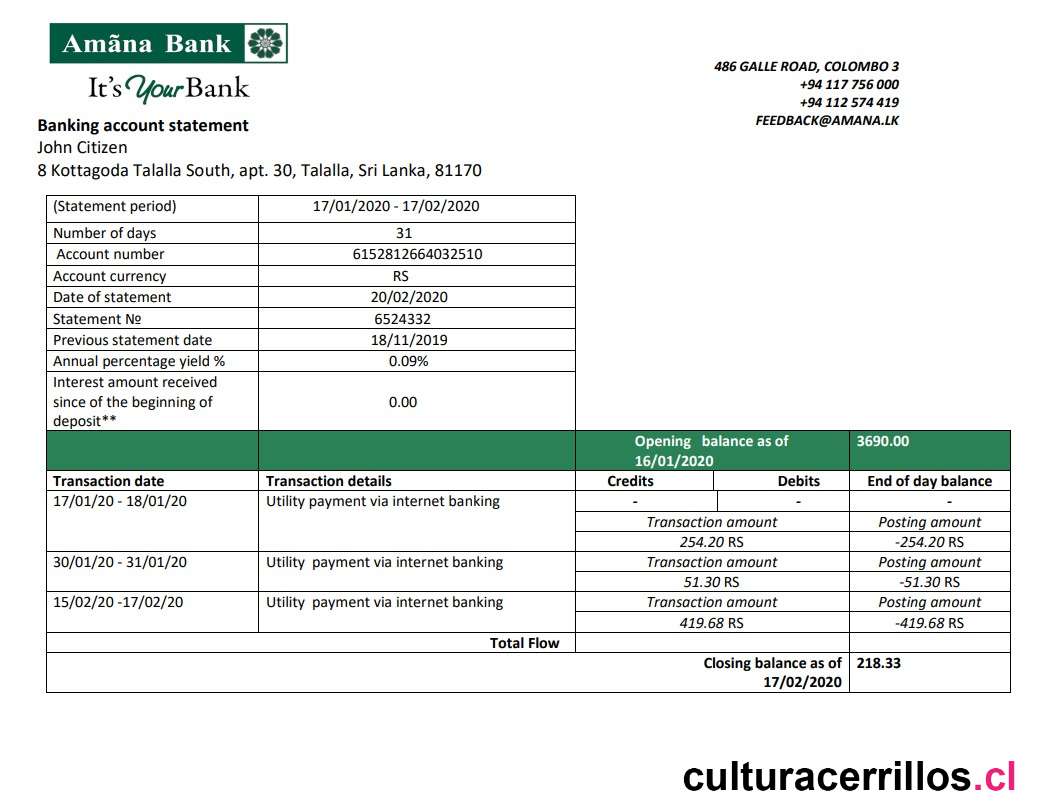 Amãna Bank
It's Your Bank
486 GALLE ROAD, COLOMBO 3
+94 117 756 000
+94 112 574 419
FEEDBACK@AMANA.LK
Banking account statement
John Citizen
8 Kottagoda Talalla South, apt. 30, Talalla, Sri Lanka, 81170
(Statement period) 17/01/2020 - 17/02/2020
Number of days 31
Account number 6152812664032510
Account currency RS
Date of statement 20/02/2020
Statement № 6524332
Previous statement date 18/11/2019
Annual percentage yield % 0.09%
Interest amount received
since of the beginning of 0.00
deposit**
Opening balance as of 3690.00
16/01/2020
Transaction date Transaction details Credits Debits End of day balance
17/01/20 - 18/01/20 Utility payment via internet banking - - -
Transaction amount Posting amount
254.20 RS -254.20 RS
30/01/20 - 31/01/20 Utility payment via internet banking Transaction amount Posting amount
51.30 RS -51.30 RS
15/02/20 -17/02/20 Utility payment via internet banking Transaction amount Posting amount
419.68 RS -419.68 RS
Total Flow
Closing balance as of 218.33
17/02/2020
culturacerrillos.cl